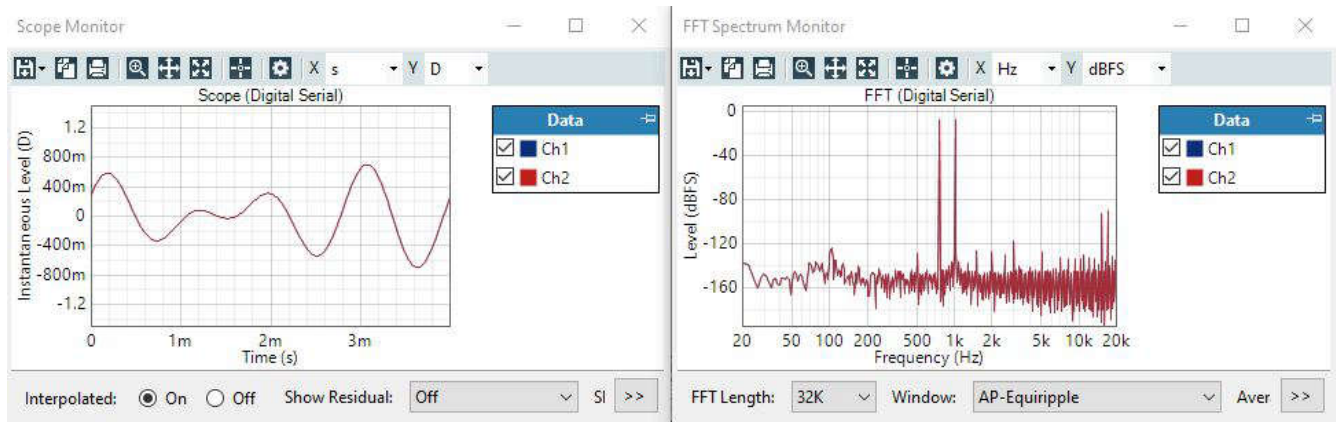 Scope Monitor
X s Y D
Scope (Digital Serial)
Instantaneous Level (D)
1.2
800m
400m
0
-400m
-800m
-1.2
0 1m 2m 3m
Time (s)
Data
Ch1
Ch2
Interpolated: On Off Show Residual: Off Sl >>
FFT Spectrum Monitor
X Hz Y dBFS
FFT (Digital Serial)
Level (dBFS)
0
-40
-80
-120
-160
20 50 100 200 500 1k 2k 5k 10k 20k
Frequency (Hz)
Data
Ch1
Ch2
FFT Length: 32K Window: AP-Equiripple Aver >>